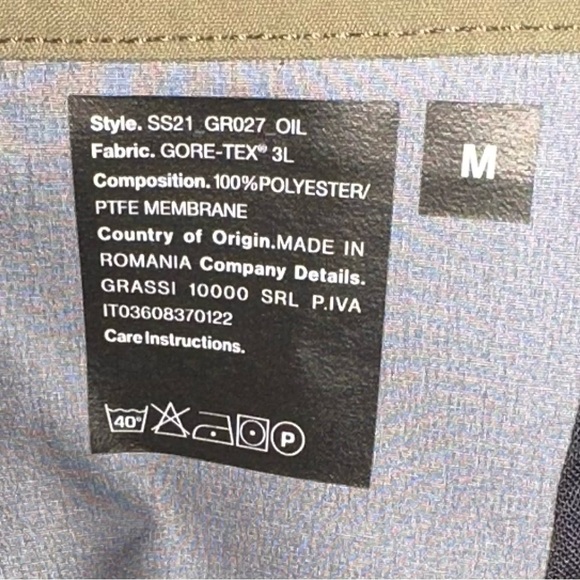 Style. SS21_GR027_OIL
Fabric. GORE-TEX® 3L
Composition. 100%POLYESTER/
PTFE MEMBRANE
Country of Origin.MADE IN
ROMANIA Company Details.
GRASSI 10000 SRL P.IVA
IT03608370122
Care Instructions.
40°
P
M